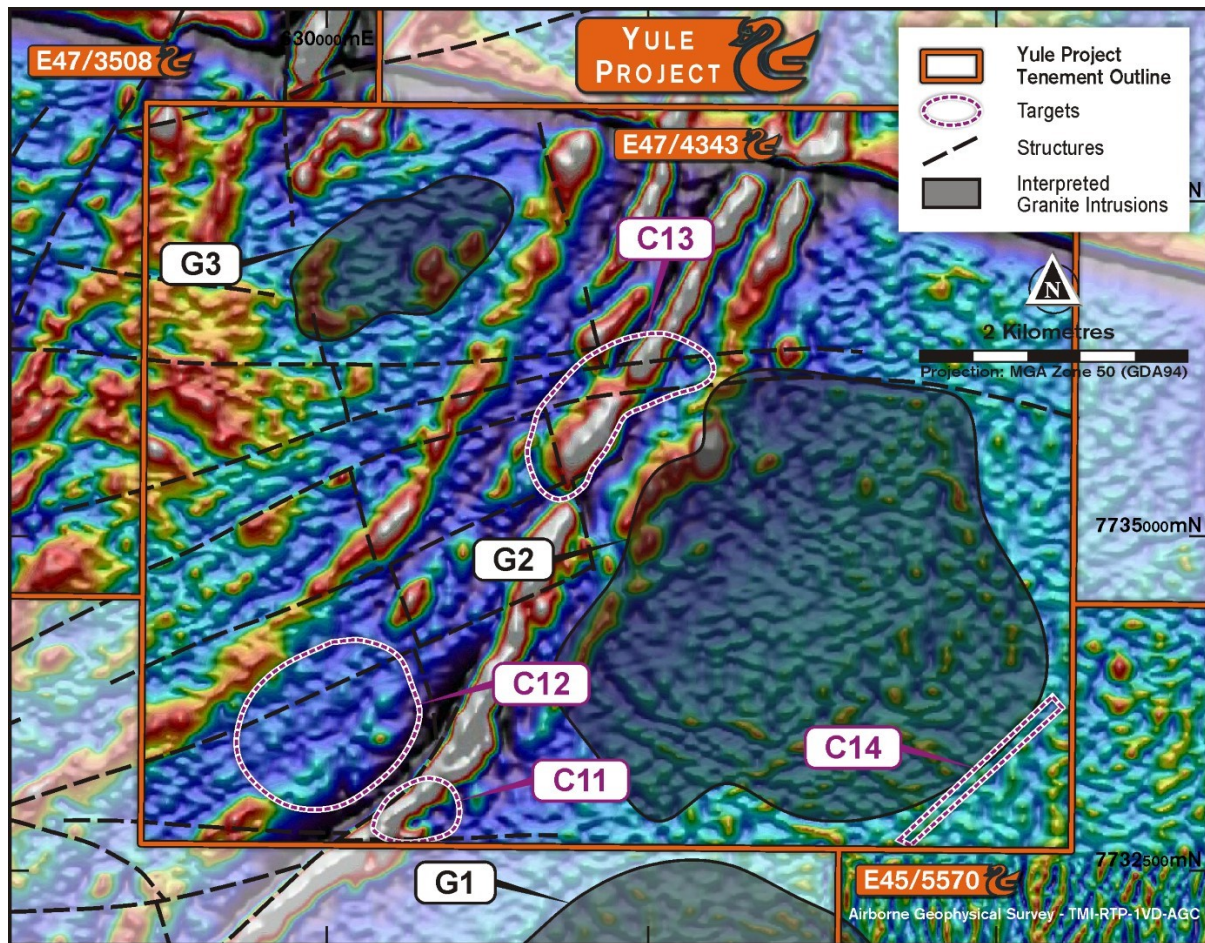 E47/3508
630000mE
YULE
PROJECT
Yule Project
Tenement Outline
Targets
Structures
Interpreted
Granite Intrusions
E47/4343
N
C13
G3
N
2 Kilometres
Projection: MGA Zone 50 (GDA94)
7735000mN
G2
C12
C14
C11
7732500mN
G1
E45/5570
Airborne Geophysical Survey - TMI-RTP-1VD-AGC